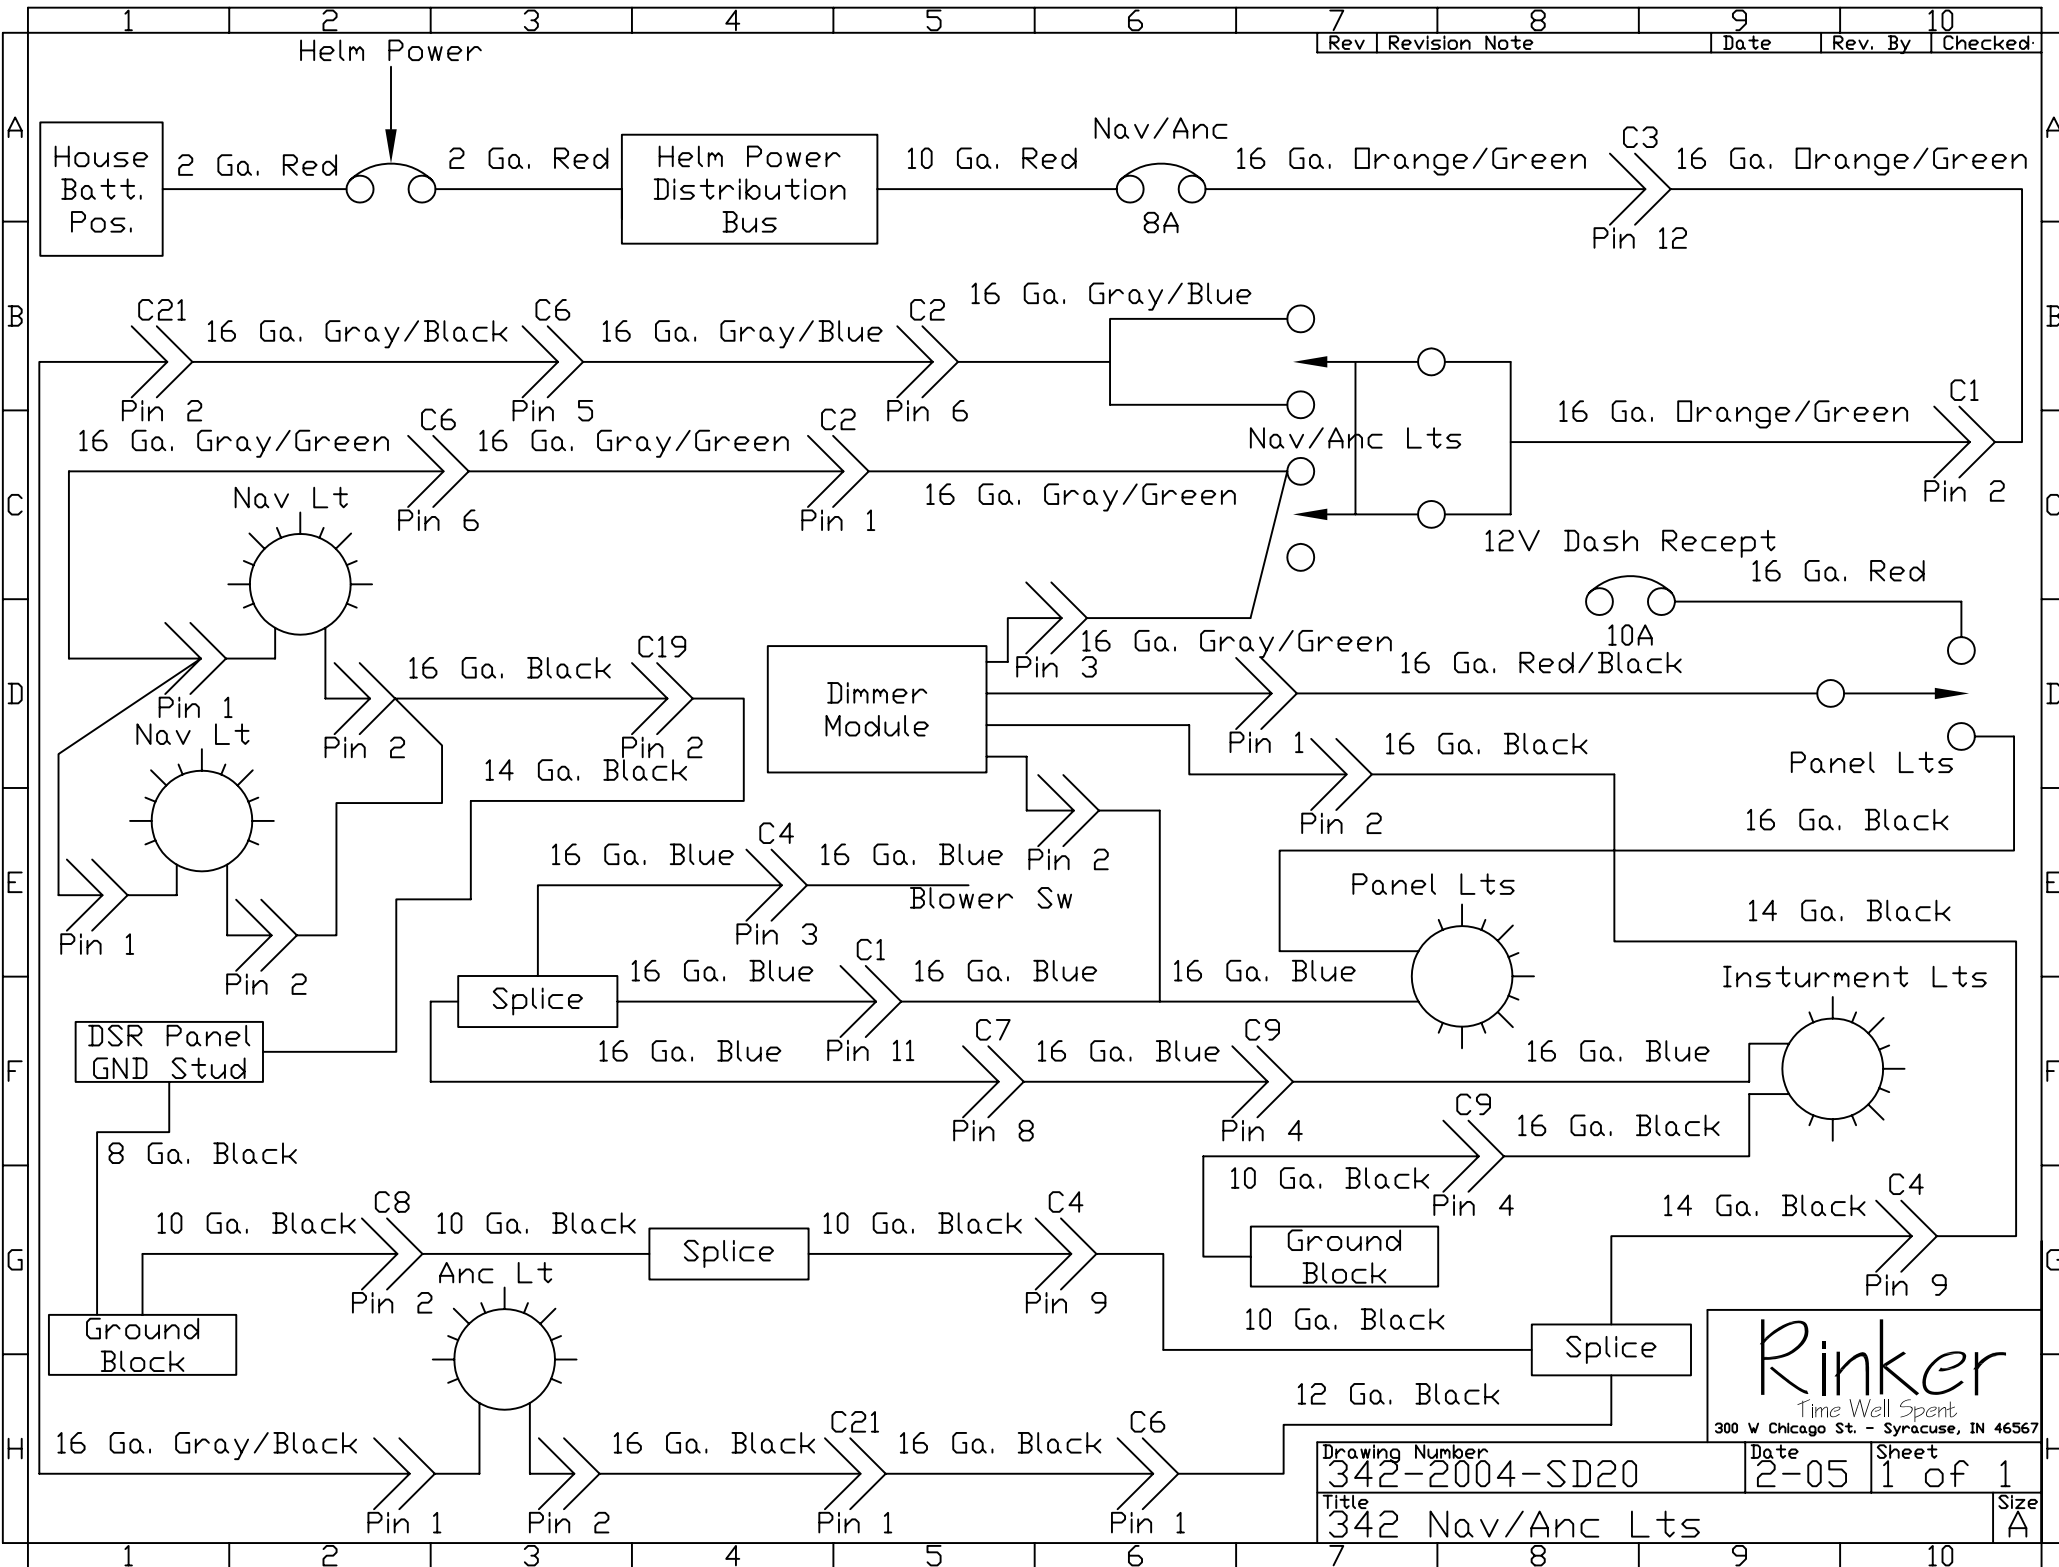 1 2 3 4 5 6 7 8 9 10
Rev Revision Note Date Rev. By Checked
Helm Power
A A
House
Batt.
Pos.
2 Ga. Red
2 Ga. Red
Helm Power
Distribution
Bus
10 Ga. Red
Nav/Anc
8A
16 Ga. Orange/Green
C3
Pin 12
16 Ga. Orange/Green
B B
C21
Pin 2
16 Ga. Gray/Black
C6
Pin 5
16 Ga. Gray/Blue
C2
Pin 6
16 Ga. Gray/Blue
Nav/Anc Lts
16 Ga. Orange/Green
C1
Pin 2
C C
16 Ga. Gray/Green
C6
Pin 6
16 Ga. Gray/Green
C2
Pin 1
16 Ga. Gray/Green
Nav Lt
12V Dash Recept
10A
16 Ga. Red
D D
Pin 1
Nav Lt
Pin 2
16 Ga. Black
C19
Pin 2
14 Ga. Black
Dimmer
Module
Pin 3
16 Ga. Gray/Green
16 Ga. Red/Black
Pin 1
16 Ga. Black
Pin 2
Panel Lts
16 Ga. Black
E E
Pin 1
Pin 2
16 Ga. Blue
C4
Pin 3
16 Ga. Blue
Blower Sw
Pin 2
Panel Lts
14 Ga. Black
Splice
16 Ga. Blue
C1
Pin 11
16 Ga. Blue
16 Ga. Blue
Insturment Lts
F F
DSR Panel
GND Stud
16 Ga. Blue
C7
Pin 8
16 Ga. Blue
C9
Pin 4
16 Ga. Blue
8 Ga. Black
C9
Pin 4
16 Ga. Black
10 Ga. Black
Ground
Block
G G
10 Ga. Black
C8
Pin 2
10 Ga. Black
Splice
10 Ga. Black
C4
Pin 9
14 Ga. Black
C4
Pin 9
Anc Lt
Ground
Block
10 Ga. Black
Splice
12 Ga. Black
H H
16 Ga. Gray/Black
Pin 1
Pin 2
16 Ga. Black
C21
Pin 1
16 Ga. Black
C6
Pin 1
Rinker
Time Well Spent
300 W Chicago St. - Syracuse, IN 46567
Drawing Number
342-2004-SD20
Date
2-05
Sheet
1 of 1
Title
342 Nav/Anc Lts
Size
A
1 2 3 4 5 6 7 8 9 10